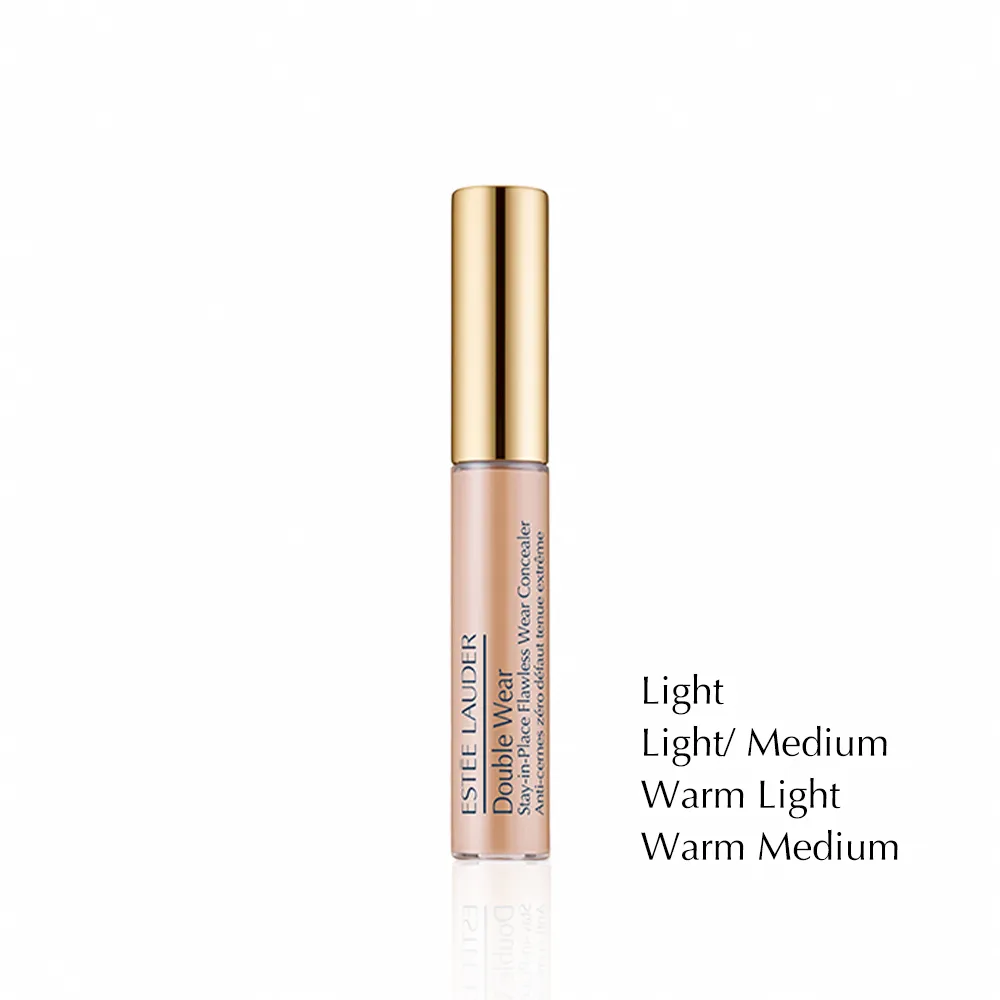 ESTÉE LAUDER
Double Wear
Stay-in-Place Flawless Wear Concealer
Anti-cernes zéro défaut tenue extrême
Light
Light/ Medium
Warm Light
Warm Medium